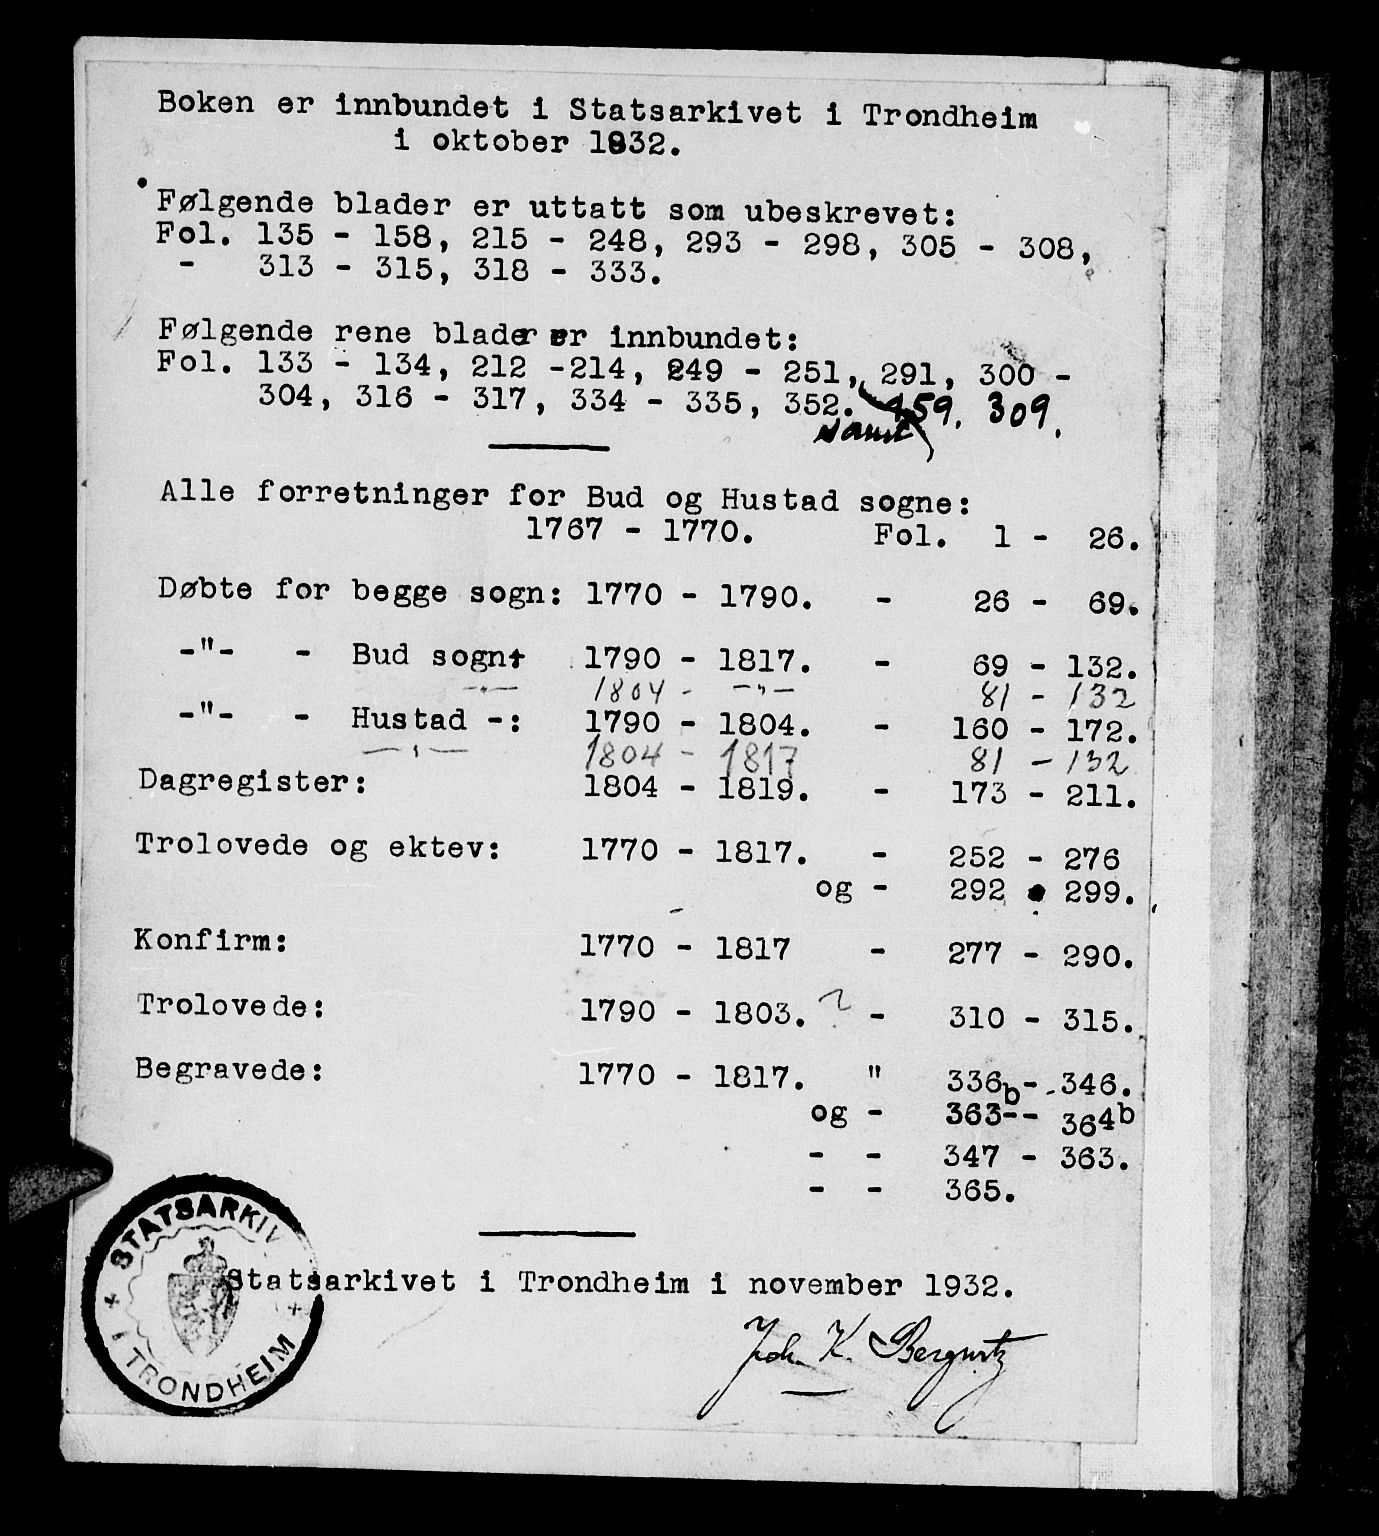 Boken er innbundet i Statsarkivet i Trondheim
i oktober 1932.
Følgende blader er uttatt som ubeskrevet:
Fol. 135 - 158, 215 - 248, 293 - 298, 305 - 308,
- 313 - 315, 318 - 333.
Følgende rene blader er innbundet:
Fol. 133 - 134, 212 -214, 249 - 251, 291, 300 -
304, 316 - 317, 334 - 335, 352. 159, 309.
samt
Alle forretninger for Bud og Hustad sogne:
1767 - 1770. Fol. 1 - 26.
Døbte for begge sogn: 1770 - 1790. - 26 - 69.
-"- - Bud sogn: 1790 - 1817. - 69 - 132.
-"- 1804 - -"- 81 - 132
-"- - Hustad -: 1790 - 1804. - 160 - 172.
-"- 1804 - 1817 81 - 132
Dagregister: 1804 - 1819. - 173 - 211.
Trolovede og ektev: 1770 - 1817. - 252 - 276
og - 292 - 299.
Konfirm: 1770 - 1817 - 277 - 290.
Trolovede: 1790 - 1803. ? - 310 - 315.
Begravede: 1770 - 1817. " 336 - 346.
og - 363b-- 364b
- - 347 - 363.
- - 365.
Statsarkivet i Trondheim i november 1932.
STATSARKIV
I TRONDHEIM
Joh. K.